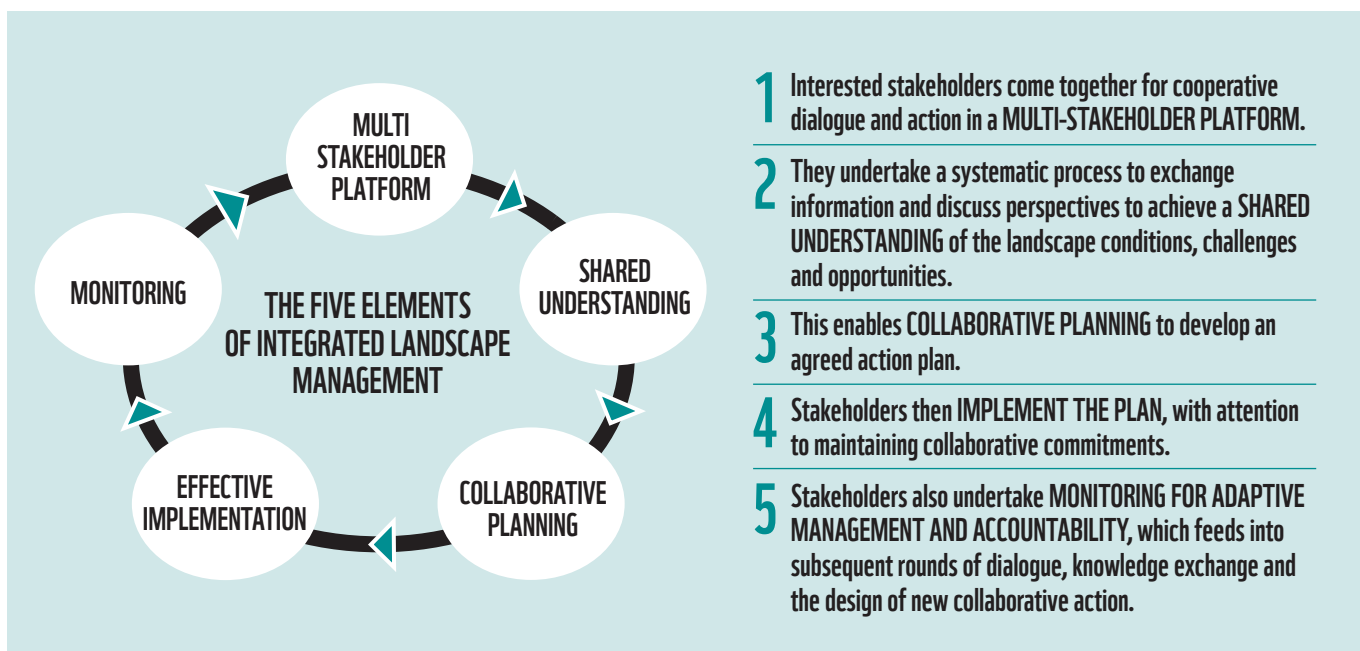 MULTI
STAKEHOLDER
PLATFORM
SHARED
UNDERSTANDING
COLLABORATIVE
PLANNING
EFFECTIVE
IMPLEMENTATION
MONITORING
THE FIVE ELEMENTS
OF INTEGRATED LANDSCAPE
MANAGEMENT
1 Interested stakeholders come together for cooperative
dialogue and action in a MULTI-STAKEHOLDER PLATFORM.
2 They undertake a systematic process to exchange
information and discuss perspectives to achieve a SHARED
UNDERSTANDING of the landscape conditions, challenges
and opportunities.
3 This enables COLLABORATIVE PLANNING to develop an
agreed action plan.
4 Stakeholders then IMPLEMENT THE PLAN, with attention
to maintaining collaborative commitments.
5 Stakeholders also undertake MONITORING FOR ADAPTIVE
MANAGEMENT AND ACCOUNTABILITY, which feeds into
subsequent rounds of dialogue, knowledge exchange and
the design of new collaborative action.